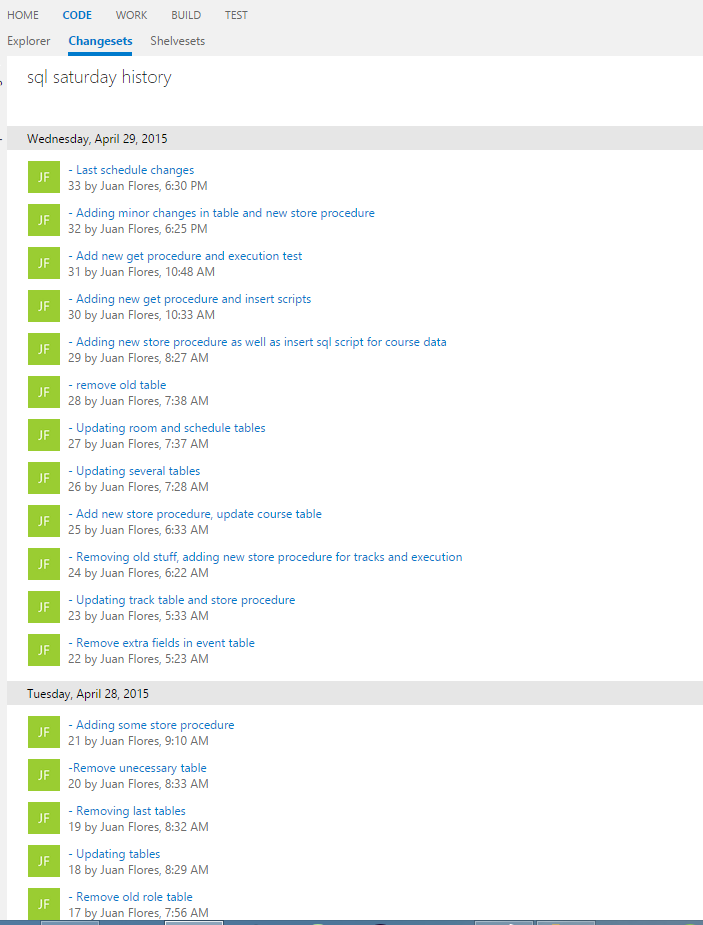 HOME CODE WORK BUILD TEST
Explorer Changesets Shelvesets
sql saturday history
Wednesday, April 29, 2015
JF - Last schedule changes
33 by Juan Flores, 6:30 PM
JF - Adding minor changes in table and new store procedure
32 by Juan Flores, 6:25 PM
JF - Add new get procedure and execution test
31 by Juan Flores, 10:48 AM
JF - Adding new get procedure and insert scripts
30 by Juan Flores, 10:33 AM
JF - Adding new store procedure as well as insert sql script for course data
29 by Juan Flores, 8:27 AM
JF - remove old table
28 by Juan Flores, 7:38 AM
JF - Updating room and schedule tables
27 by Juan Flores, 7:37 AM
JF - Updating several tables
26 by Juan Flores, 7:28 AM
JF - Add new store procedure, update course table
25 by Juan Flores, 6:33 AM
JF - Removing old stuff, adding new store procedure for tracks and execution
24 by Juan Flores, 6:22 AM
JF - Updating track table and store procedure
23 by Juan Flores, 5:33 AM
JF - Remove extra fields in event table
22 by Juan Flores, 5:23 AM
Tuesday, April 28, 2015
JF - Adding some store procedure
21 by Juan Flores, 9:10 AM
JF -Remove unecessary table
20 by Juan Flores, 8:33 AM
JF - Removing last tables
19 by Juan Flores, 8:32 AM
JF - Updating tables
18 by Juan Flores, 8:29 AM
JF - Remove old role table
17 by Juan Flores, 7:56 AM